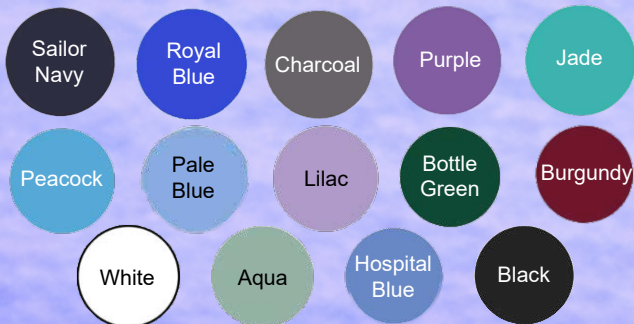 Sailor
Navy
Royal
Blue
Charcoal
Purple
Jade
Peacock
Pale
Blue
Lilac
Bottle
Green
Burgundy
White
Aqua
Hospital
Blue
Black